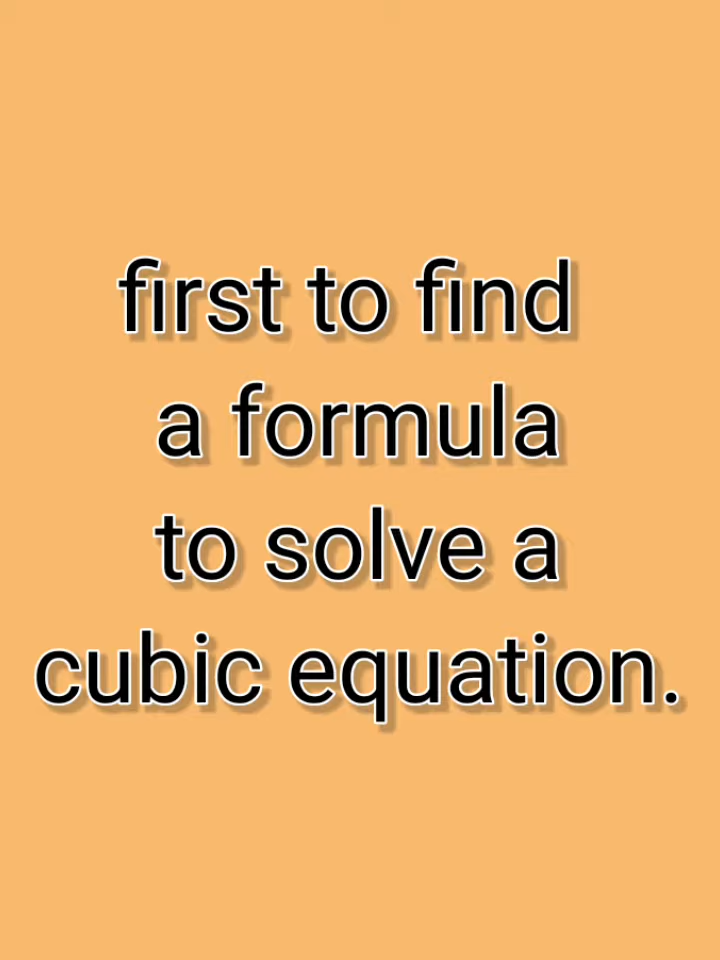 first to find
a formula
to solve a
cubic equation.